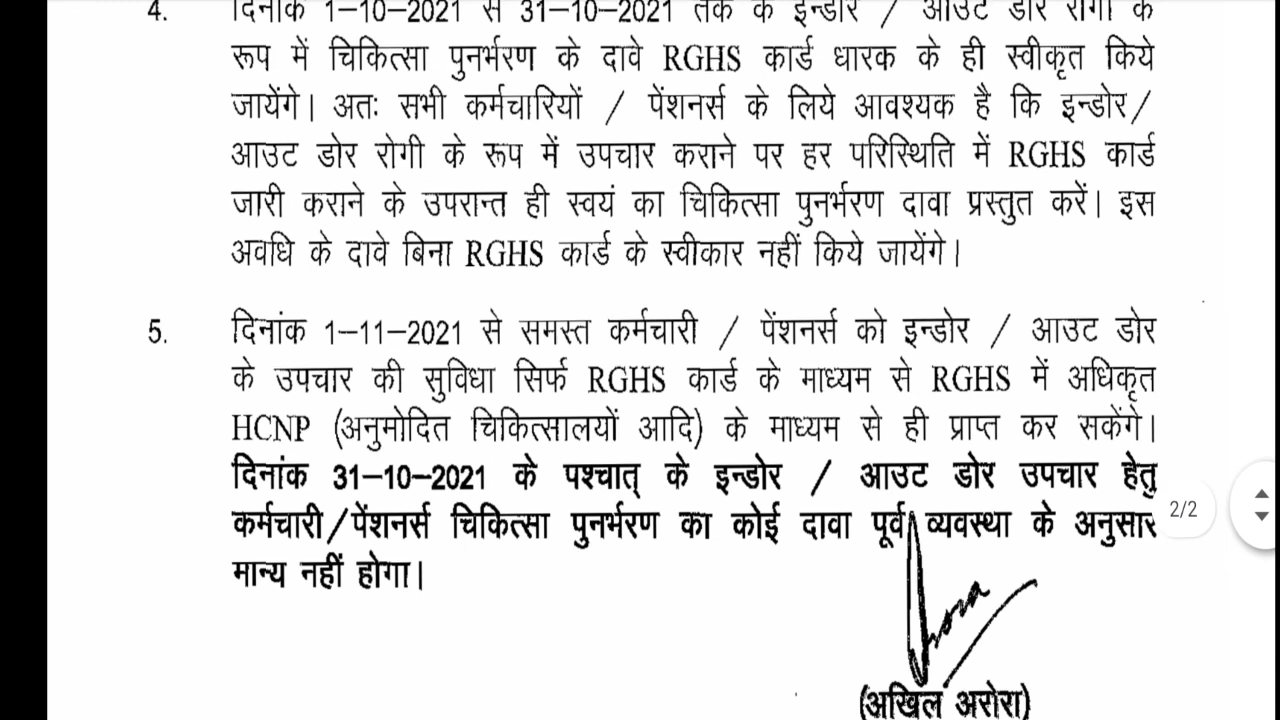 4. दिनांक 1–10–2021 से 31–10–2021 तक के इन्डोर / आउट डोर रोगी के
रूप में चिकित्सा पुनर्भरण के दावे RGHS कार्ड धारक के ही स्वीकृत किये
जायेंगे। अतः सभी कर्मचारियों / पेंशनर्स के लिये आवश्यक है कि इन्डोर/
आउट डोर रोगी के रूप में उपचार कराने पर हर परिस्थिति में RGHS कार्ड
जारी कराने के उपरान्त ही स्वयं का चिकित्सा पुनर्भरण दावा प्रस्तुत करें। इस
अवधि के दावे बिना RGHS कार्ड के स्वीकार नहीं किये जायेंगे।
5. दिनांक 1–11–2021 से समस्त कर्मचारी / पेंशनर्स को इन्डोर / आउट डोर
के उपचार की सुविधा सिर्फ RGHS कार्ड के माध्यम से RGHS में अधिकृत
HCNP (अनुमोदित चिकित्सालयों आदि) के माध्यम से ही प्राप्त कर सकेंगे।
दिनांक 31–10–2021 के पश्चात् के इन्डोर / आउट डोर उपचार हेतु
कर्मचारी/पेंशनर्स चिकित्सा पुनर्भरण का कोई दावा पूर्व व्यवस्था के अनुसार
मान्य नहीं होगा।
2/2
(अखिल अरोरा)